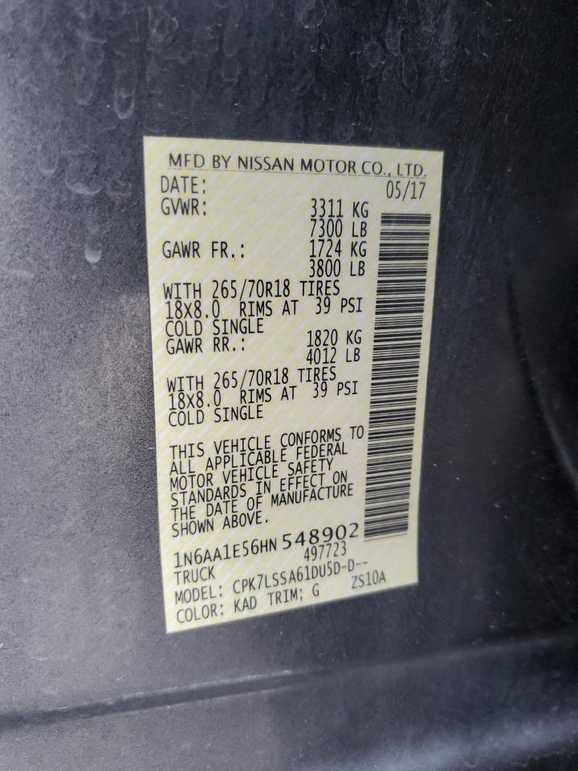 MFD BY NISSAN MOTOR CO., LTD.
DATE: 05/17
GVWR: 3311 KG
7300 LB
GAWR FR.: 1724 KG
3800 LB
WITH 265/70R18 TIRES
18X8.0 RIMS AT 39 PSI
COLD SINGLE
GAWR RR.: 1820 KG
4012 LB
WITH 265/70R18 TIRES
18X8.0 RIMS AT 39 PSI
COLD SINGLE
THIS VEHICLE CONFORMS TO
ALL APPLICABLE FEDERAL
MOTOR VEHICLE SAFETY
STANDARDS IN EFFECT ON
THE DATE OF MANUFACTURE
SHOWN ABOVE.
1N6AA1E56HN548902
TRUCK 497723
MODEL: CPK7LSSA61DU5D-D--
COLOR: KAD TRIM; G ZS10A